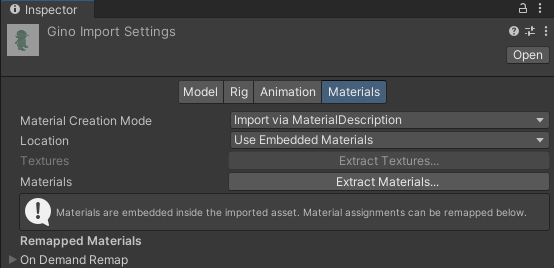 Inspector
Gino Import Settings
Open
Model Rig Animation Materials
Material Creation Mode Import via MaterialDescription
Location Use Embedded Materials
Textures Extract Textures...
Materials Extract Materials...
Materials are embedded inside the imported asset. Material assignments can be remapped below.
Remapped Materials
On Demand Remap